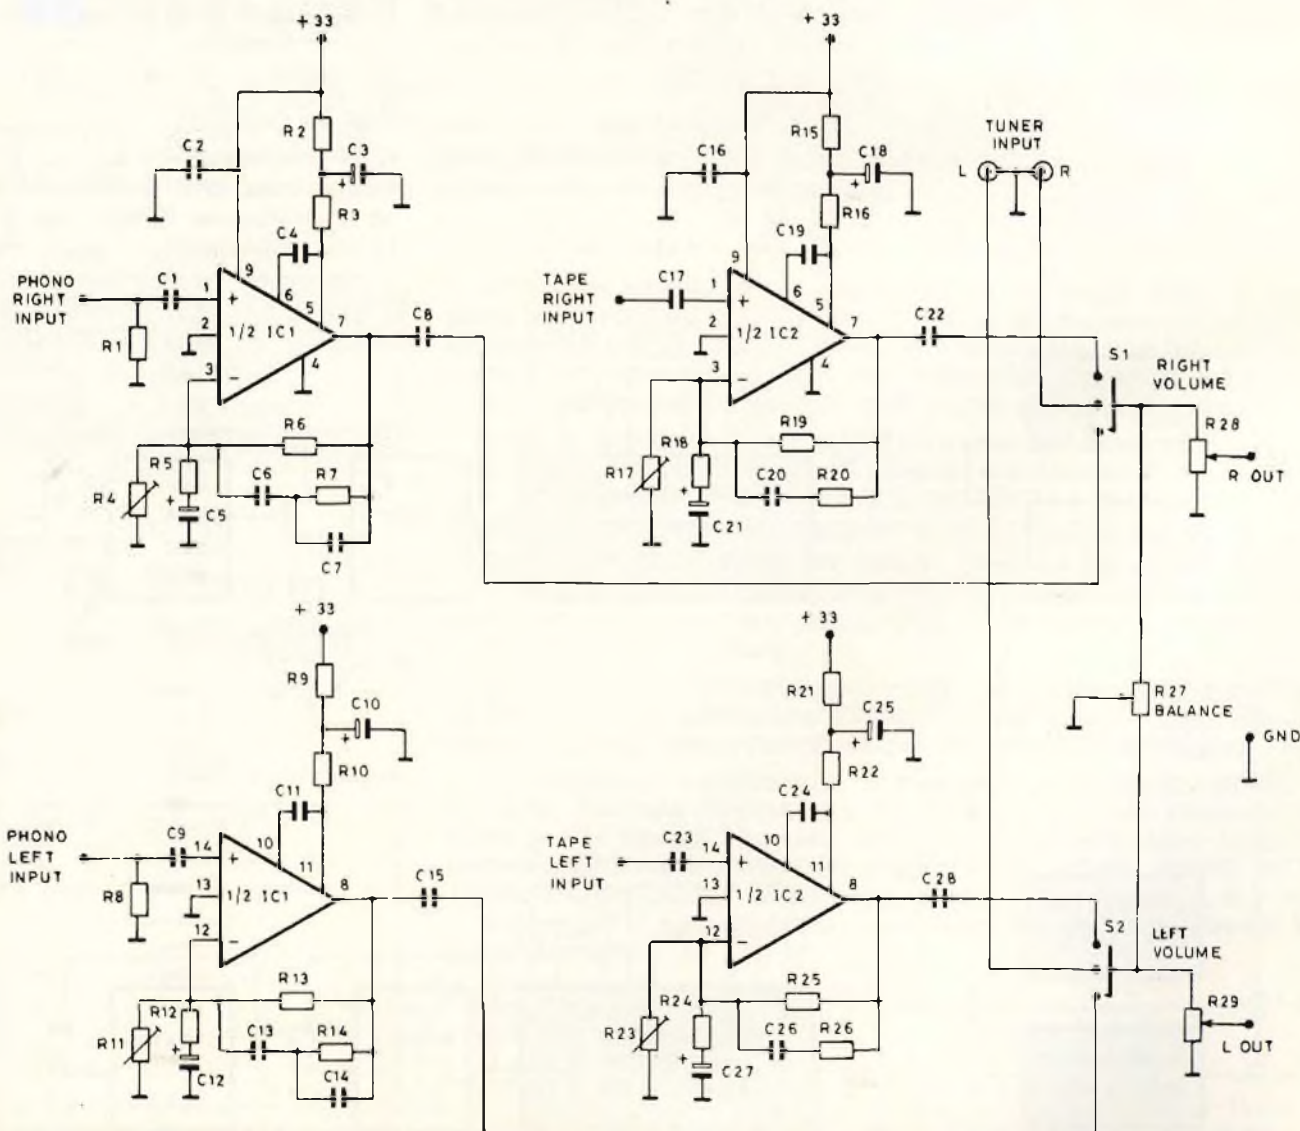 + 33
R2
C2
C3
+
R3
C4
PHONO
RIGHT
INPUT
C1
1
+
9
6
5
7
2
1/2 IC1
3
−
4
C8
R1
R6
R5
C6
R7
R4
+
C5
C7
+ 33
R15
C16
C18
+
R16
C19
TAPE
RIGHT
INPUT
C17
1
+
9
6
5
7
2
1/2 IC2
3
−
4
C22
R19
R18
R17
C20
R20
+
C21
TUNER
INPUT
L
R
S1
RIGHT
VOLUME
R28
R OUT
R27
BALANCE
GND
+ 33
R9
C10
+
R10
C11
PHONO
LEFT
INPUT
C9
14
+
10
11
8
13
1/2 IC1
12
−
C15
R8
R13
R12
C13
R14
R11
+
C12
C14
+ 33
R21
C25
+
R22
C24
TAPE
LEFT
INPUT
C23
14
+
10
11
8
13
1/2 IC2
12
−
C28
R25
R24
R23
C26
R26
+
C27
S2
LEFT
VOLUME
R29
L OUT